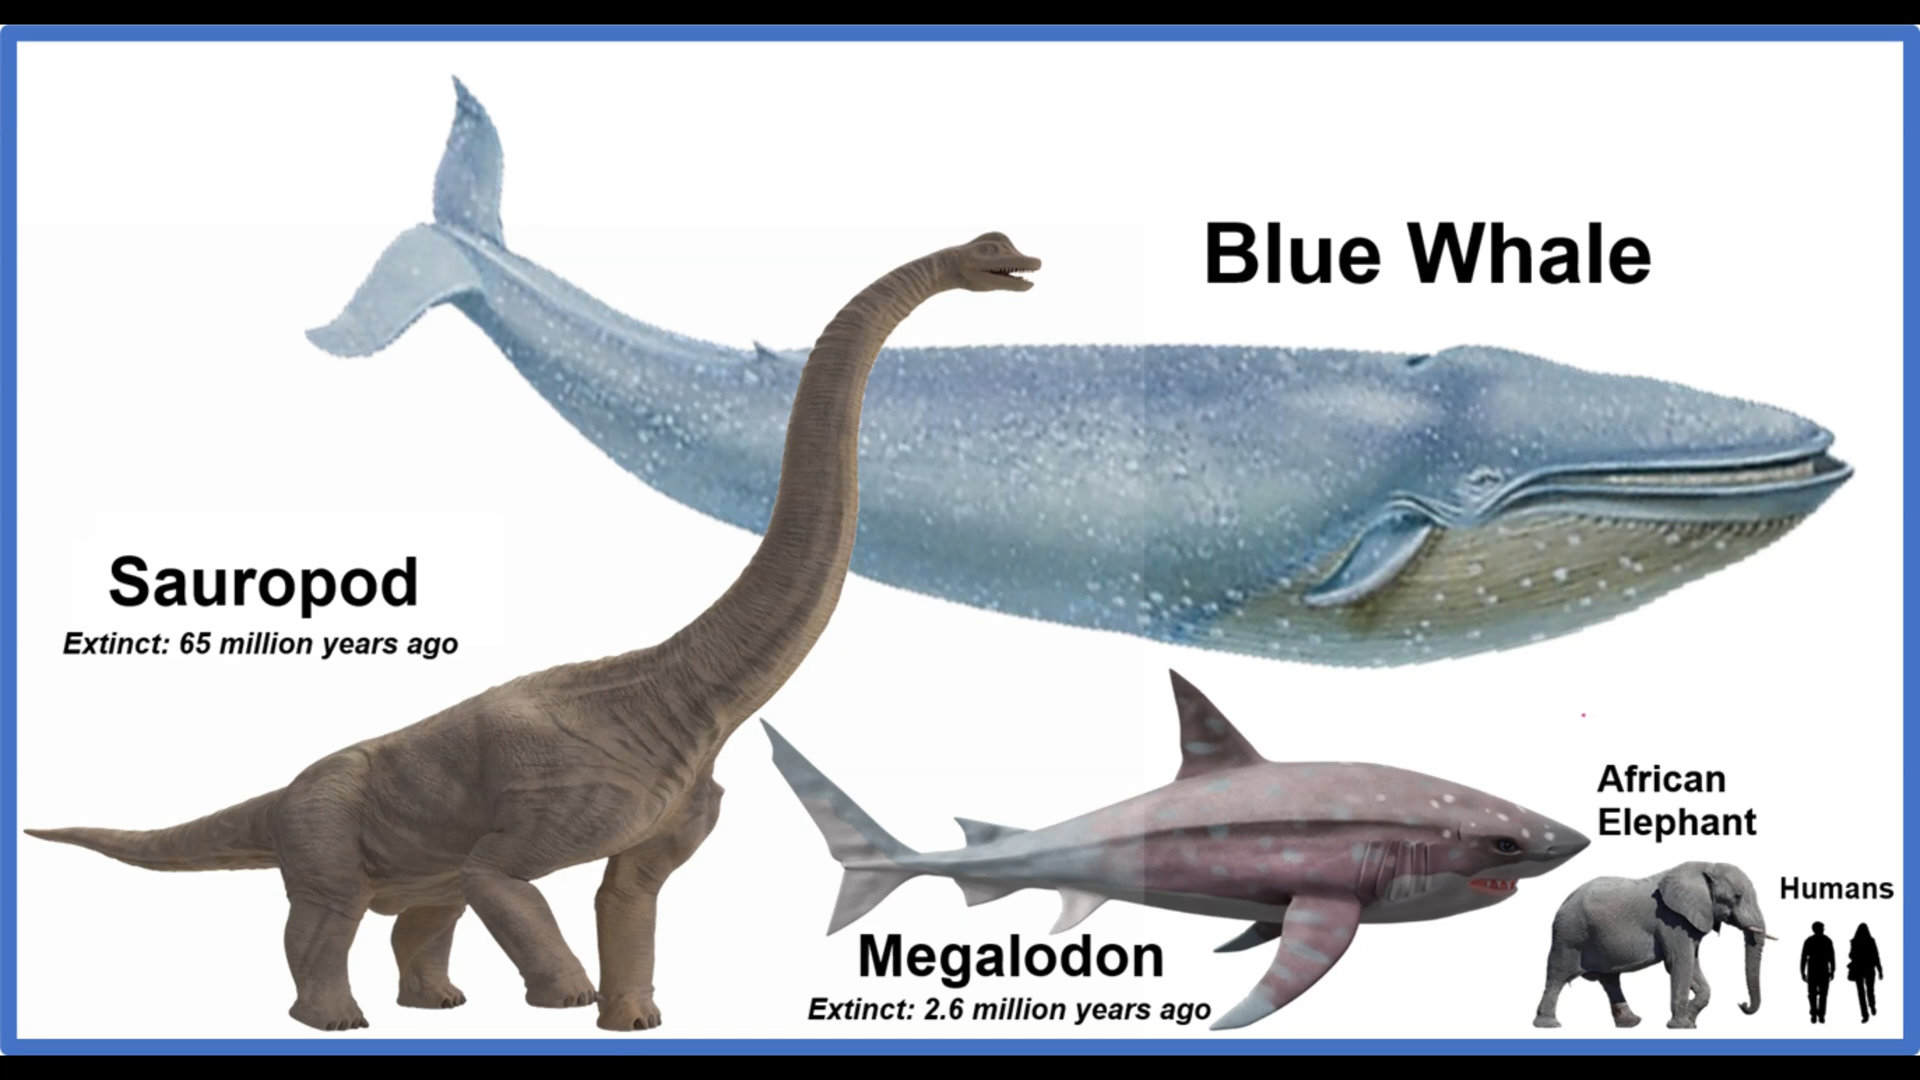 Blue Whale
Sauropod
Extinct: 65 million years ago
African
Elephant
Humans
Megalodon
Extinct: 2.6 million years ago